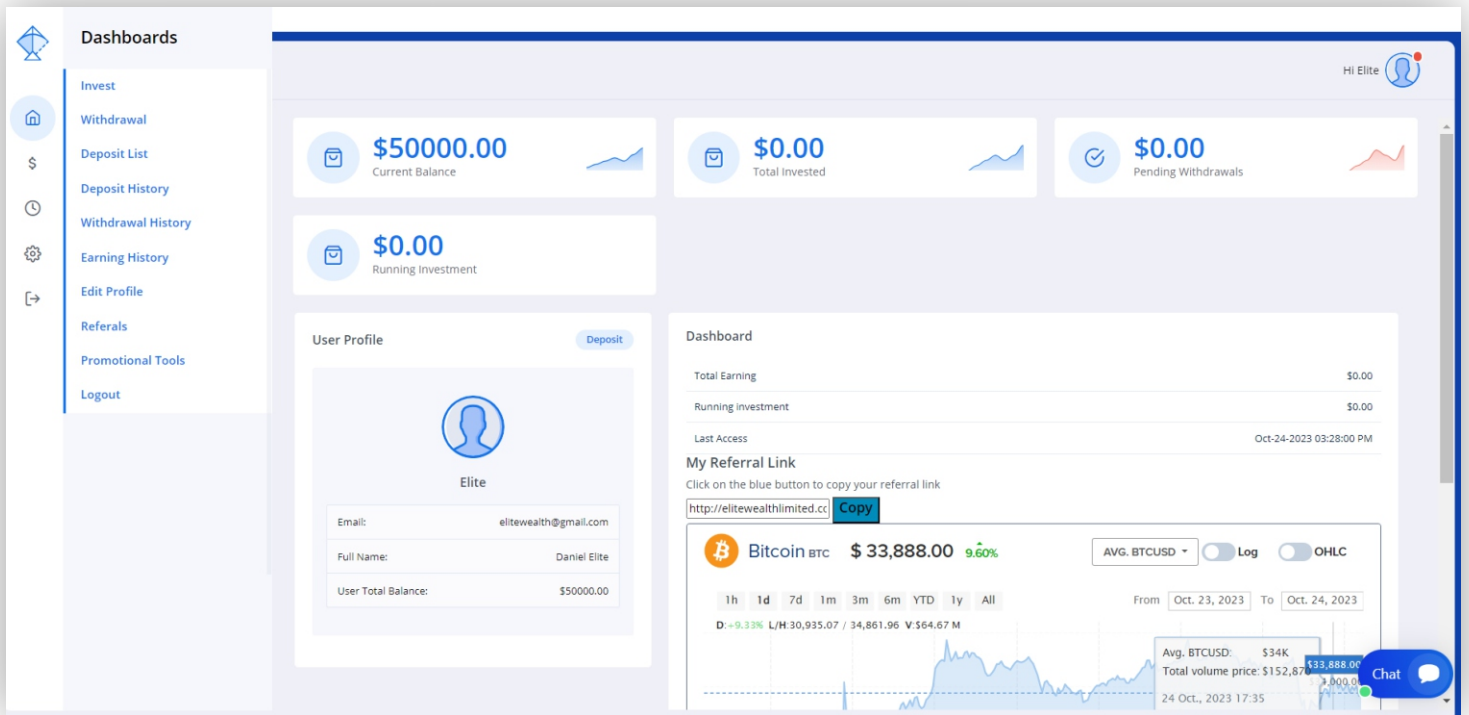 Dashboards
Invest
Withdrawal
Deposit List
Deposit History
Withdrawal History
Earning History
Edit Profile
Referals
Promotional Tools
Logout
Hi Elite
$50000.00
Current Balance
$0.00
Total Invested
$0.00
Pending Withdrawals
$0.00
Running Investment
User Profile
Deposit
Elite
Email: elitewealth@gmail.com
Full Name: Daniel Elite
User Total Balance: $50000.00
Dashboard
Total Earning $0.00
Running investment $0.00
Last Access Oct-24-2023 03:28:00 PM
My Referral Link
Click on the blue button to copy your referral link
http://elitewealthlimited.cc Copy
Bitcoin BTC $ 33,888.00 9.60% AVG. BTCUSD Log OHLC
1h 1d 7d 1m 3m 6m YTD 1y All From Oct. 23, 2023 To Oct. 24, 2023
D:+9.33% L/H:30,935.07 / 34,861.96 V:$64.67 M
Avg. BTCUSD: $34K
Total volume price: $152,870
24 Oct., 2023 17:35
$33,888.00
Chat